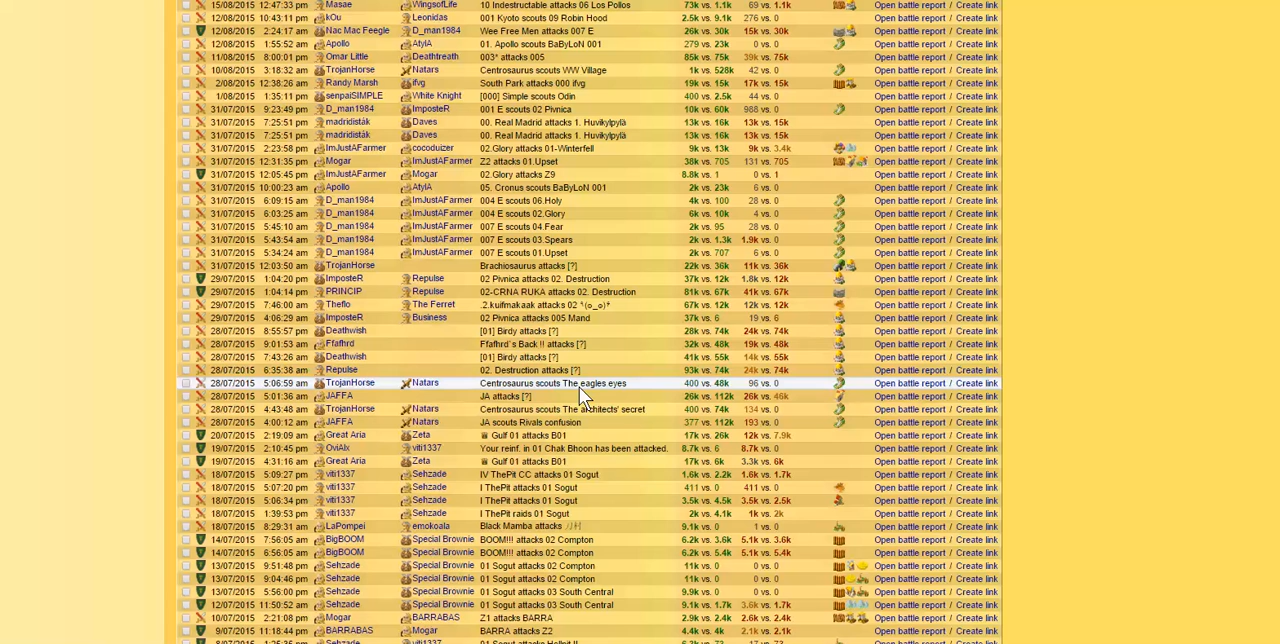 15/08/2015 12:47:33 pm Masae WingsofLife 10 Indestructable attacks 06 Los Pollos 73k vs. 1.1k 69 vs. 1.1k Open battle report / Create link
12/08/2015 10:43:11 pm kOu Leonidas 001 Kyoto scouts 09 Robin Hood 2.5k vs. 9.1k 276 vs. 0 Open battle report / Create link
12/08/2015 2:24:17 am Nac Mac Feegle D_man1984 Wee Free Men attacks 007 E 26k vs. 30k 15k vs. 30k Open battle report / Create link
12/08/2015 1:55:52 am Apollo AtylA 01. Apollo scouts BaByLoN 001 279 vs. 23k 0 vs. 0 Open battle report / Create link
11/08/2015 8:00:01 pm Omar Little Deathtreath 003* attacks 005 85k vs. 75k 39k vs. 75k Open battle report / Create link
10/08/2015 3:18:32 am TrojanHorse Natars Centrosaurus scouts WW Village 1k vs. 528k 42 vs. 0 Open battle report / Create link
2/08/2015 12:38:26 am Randy Marsh ifvg South Park attacks 000 ifvg 19k vs. 15k 17k vs. 15k Open battle report / Create link
1/08/2015 1:35:11 pm senpaiSIMPLE White Knight [000] Simple scouts Odin 400 vs. 2.5k 44 vs. 0 Open battle report / Create link
31/07/2015 9:23:49 pm D_man1984 ImposteR 001 E scouts 02 Pivnica 10k vs. 60k 988 vs. 0 Open battle report / Create link
31/07/2015 7:25:51 pm madridisták Daves 00. Real Madrid attacks 1. Huvikylpylä 13k vs. 16k 13k vs. 15k Open battle report / Create link
31/07/2015 7:25:51 pm madridisták Daves 00. Real Madrid attacks 1. Huvikylpylä 13k vs. 16k 13k vs. 15k Open battle report / Create link
31/07/2015 2:23:58 pm ImJustAFarmer cocoduizer 02.Glory attacks 01-Winterfell 9k vs. 13k 9k vs. 3.4k Open battle report / Create link
31/07/2015 12:31:35 pm Mogar ImJustAFarmer Z2 attacks 01.Upset 38k vs. 705 131 vs. 705 Open battle report / Create link
31/07/2015 12:05:45 pm ImJustAFarmer Mogar 02.Glory attacks Z9 8.8k vs. 1 0 vs. 1 Open battle report / Create link
31/07/2015 10:00:23 am Apollo AtylA 05. Cronus scouts BaByLoN 001 2k vs. 23k 6 vs. 0 Open battle report / Create link
31/07/2015 6:09:15 am D_man1984 ImJustAFarmer 004 E scouts 06.Holy 4k vs. 100 28 vs. 0 Open battle report / Create link
31/07/2015 6:03:25 am D_man1984 ImJustAFarmer 004 E scouts 02.Glory 6k vs. 10k 4 vs. 0 Open battle report / Create link
31/07/2015 5:45:10 am D_man1984 ImJustAFarmer 007 E scouts 04.Fear 2k vs. 95 28 vs. 0 Open battle report / Create link
31/07/2015 5:43:54 am D_man1984 ImJustAFarmer 007 E scouts 03.Spears 2k vs. 1.3k 1.9k vs. 0 Open battle report / Create link
31/07/2015 5:34:24 am D_man1984 ImJustAFarmer 007 E scouts 01.Upset 2k vs. 707 6 vs. 0 Open battle report / Create link
31/07/2015 12:03:50 am TrojanHorse Brachiosaurus attacks [?] 22k vs. 36k 11k vs. 36k Open battle report / Create link
29/07/2015 1:04:20 pm ImposteR Repulse 02 Pivnica attacks 02. Destruction 37k vs. 12k 1.8k vs. 12k Open battle report / Create link
29/07/2015 1:04:14 pm PRINCIP Repulse 02-CRNA RUKA attacks 02. Destruction 81k vs. 67k 41k vs. 67k Open battle report / Create link
29/07/2015 7:46:00 am Theflo The Ferret .2.kuifmakaak attacks 02 67k vs. 12k 12k vs. 12k Open battle report / Create link
29/07/2015 4:06:29 am ImposteR Business 02 Pivnica attacks 005 Mand 37k vs. 6 19 vs. 6 Open battle report / Create link
28/07/2015 8:55:57 pm Deathwish [01] Birdy attacks [?] 28k vs. 74k 24k vs. 74k Open battle report / Create link
28/07/2015 9:01:53 am Ffafhrd Ffafhrd`s Back !! attacks [?] 32k vs. 48k 19k vs. 48k Open battle report / Create link
28/07/2015 7:43:26 am Deathwish [01] Birdy attacks [?] 41k vs. 55k 14k vs. 55k Open battle report / Create link
28/07/2015 6:35:38 am Repulse 02. Destruction attacks [?] 93k vs. 74k 24k vs. 74k Open battle report / Create link
28/07/2015 5:06:59 am TrojanHorse Natars Centrosaurus scouts The eagles eyes 400 vs. 48k 96 vs. 0 Open battle report / Create link
28/07/2015 5:01:36 am JAFFA JA attacks [?] 26k vs. 112k 26k vs. 46k Open battle report / Create link
28/07/2015 4:43:48 am TrojanHorse Natars Centrosaurus scouts The architects' secret 400 vs. 74k 134 vs. 0 Open battle report / Create link
28/07/2015 4:00:12 am JAFFA Natars JA scouts Rivals confusion 377 vs. 112k 193 vs. 0 Open battle report / Create link
20/07/2015 2:19:09 am Great Aria Zeta ♕ Gulf 01 attacks B01 17k vs. 26k 12k vs. 7.9k Open battle report / Create link
19/07/2015 2:10:45 pm OviAlx viti1337 Your reinf. in 01 Chak Bhoon has been attacked. 8.7k vs. 6 8.7k vs. 0 Open battle report / Create link
19/07/2015 4:31:16 am Great Aria Zeta ♕ Gulf 01 attacks B01 17k vs. 6k 3.3k vs. 6k Open battle report / Create link
18/07/2015 5:09:27 pm viti1337 Sehzade IV ThePit CC attacks 01 Sogut 1.6k vs. 2.2k 1.6k vs. 1.7k Open battle report / Create link
18/07/2015 5:07:20 pm viti1337 Sehzade I ThePit attacks 01 Sogut 411 vs. 0 411 vs. 0 Open battle report / Create link
18/07/2015 5:06:34 pm viti1337 Sehzade I ThePit attacks 01 Sogut 3.5k vs. 4.5k 3.5k vs. 2.5k Open battle report / Create link
18/07/2015 1:39:53 pm viti1337 Sehzade I ThePit raids 01 Sogut 2k vs. 4.1k 1k vs. 2k Open battle report / Create link
18/07/2015 8:29:31 am LaPompei emokoala Black Mamba attacks 9.1k vs. 0 1 vs. 0 Open battle report / Create link
14/07/2015 7:56:05 am BigBOOM Special Brownie BOOM!!! attacks 02 Compton 6.2k vs. 3.6k 5.1k vs. 3.6k Open battle report / Create link
14/07/2015 6:56:05 am BigBOOM Special Brownie BOOM!!! attacks 02 Compton 6.2k vs. 5.4k 5.1k vs. 5.4k Open battle report / Create link
13/07/2015 9:51:48 pm Sehzade Special Brownie 01 Sogut attacks 02 Compton 11k vs. 0 0 vs. 0 Open battle report / Create link
13/07/2015 9:04:46 pm Sehzade Special Brownie 01 Sogut attacks 02 Compton 11k vs. 0 0 vs. 0 Open battle report / Create link
13/07/2015 5:56:00 pm Sehzade Special Brownie 01 Sogut attacks 03 South Central 9.9k vs. 0 0 vs. 0 Open battle report / Create link
12/07/2015 11:50:52 am Sehzade Special Brownie 01 Sogut attacks 03 South Central 9.1k vs. 1.7k 3.6k vs. 1.7k Open battle report / Create link
10/07/2015 2:21:08 pm Mogar BARRABAS Z1 attacks BARRA 2.9k vs. 2.4k 2.6k vs. 2.4k Open battle report / Create link
9/07/2015 11:18:44 pm BARRABAS Mogar BARRA attacks Z2 4.4k vs. 4k 2.1k vs. 2.1k Open battle report / Create link